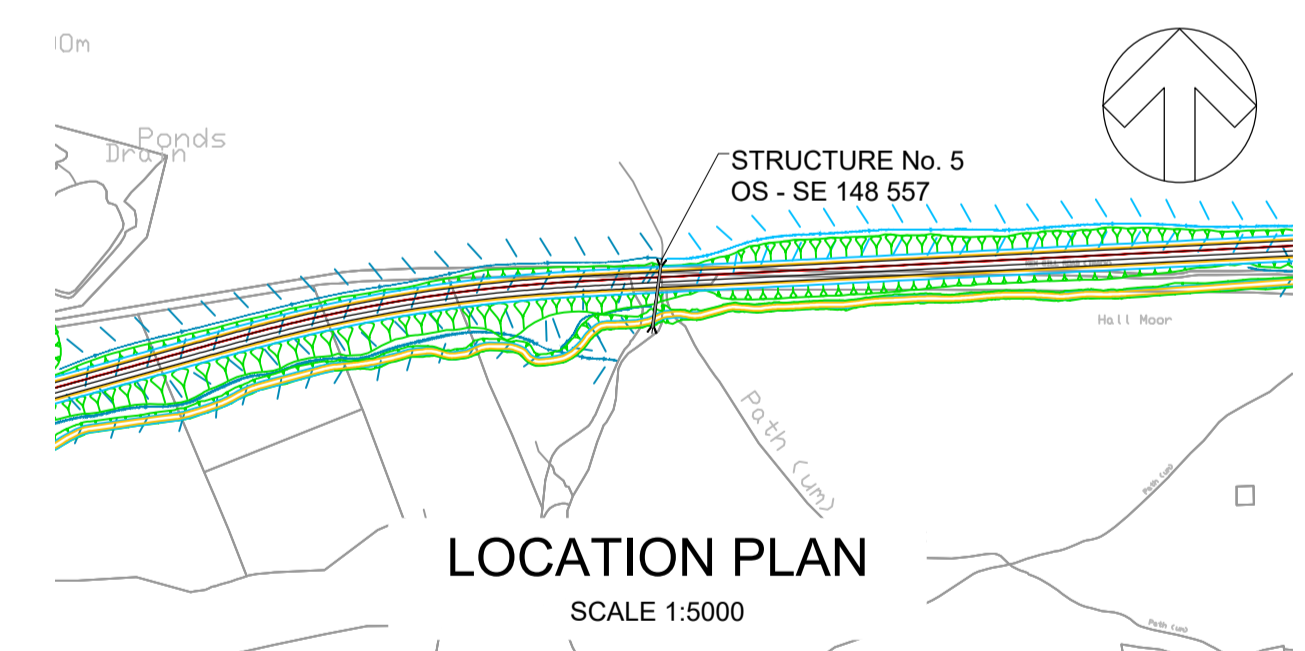 Ponds
Drain
STRUCTURE No. 5
OS - SE 148 557
Hall Moor
Path (um)
Path (um)
LOCATION PLAN
SCALE 1:5000
Path (um)